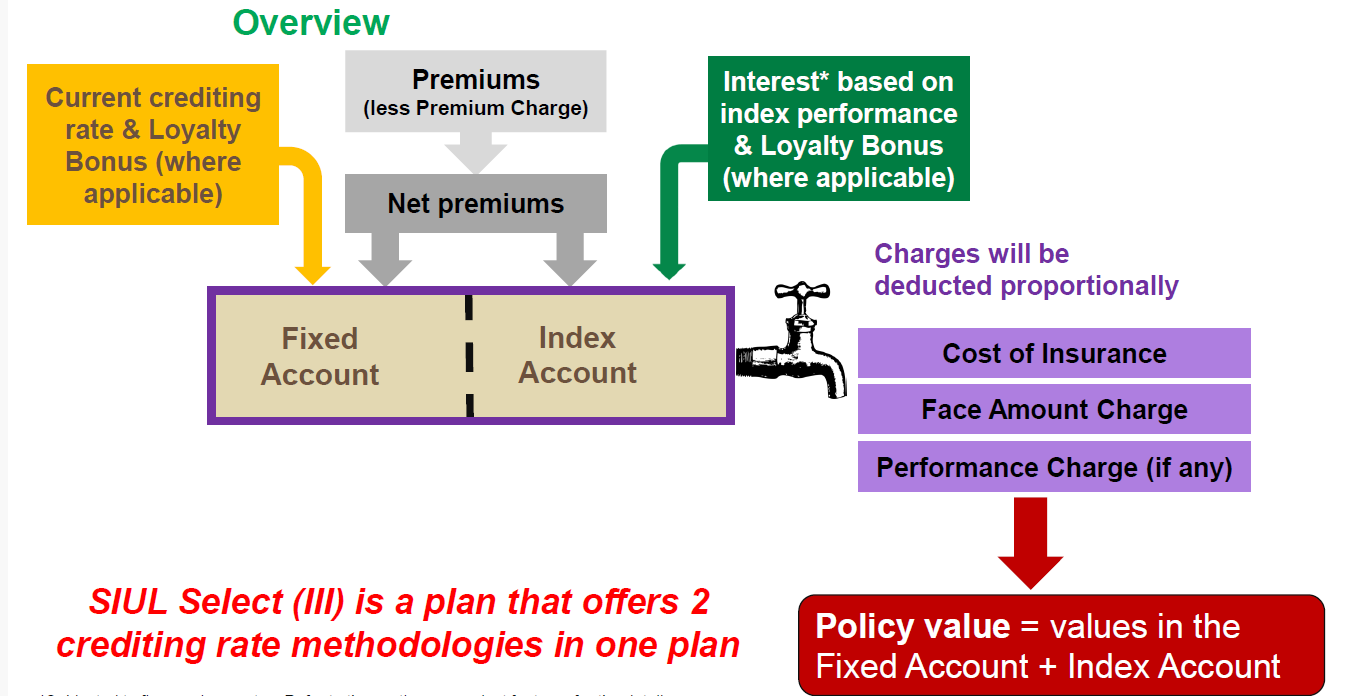 Overview
Current crediting
rate & Loyalty
Bonus (where
applicable)
Premiums
(less Premium Charge)
Interest* based on
index performance
& Loyalty Bonus
(where applicable)
Net premiums
Charges will be
deducted proportionally
Fixed
Account
Index
Account
Cost of Insurance
Face Amount Charge
Performance Charge (if any)
SIUL Select (III) is a plan that offers 2
crediting rate methodologies in one plan
Policy value = values in the
Fixed Account + Index Account